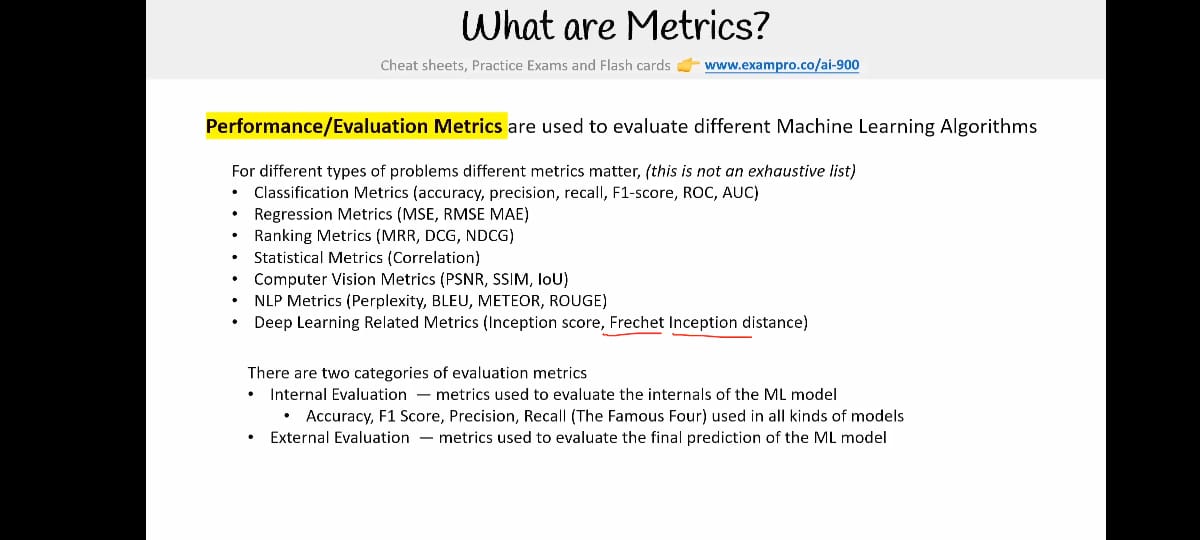 What are Metrics?
Cheat sheets, Practice Exams and Flash cards 👉 www.exampro.co/ai-900
Performance/Evaluation Metrics are used to evaluate different Machine Learning Algorithms
For different types of problems different metrics matter, (this is not an exhaustive list)
• Classification Metrics (accuracy, precision, recall, F1-score, ROC, AUC)
• Regression Metrics (MSE, RMSE MAE)
• Ranking Metrics (MRR, DCG, NDCG)
• Statistical Metrics (Correlation)
• Computer Vision Metrics (PSNR, SSIM, IoU)
• NLP Metrics (Perplexity, BLEU, METEOR, ROUGE)
• Deep Learning Related Metrics (Inception score, Frechet Inception distance)
There are two categories of evaluation metrics
• Internal Evaluation — metrics used to evaluate the internals of the ML model
• Accuracy, F1 Score, Precision, Recall (The Famous Four) used in all kinds of models
• External Evaluation — metrics used to evaluate the final prediction of the ML model